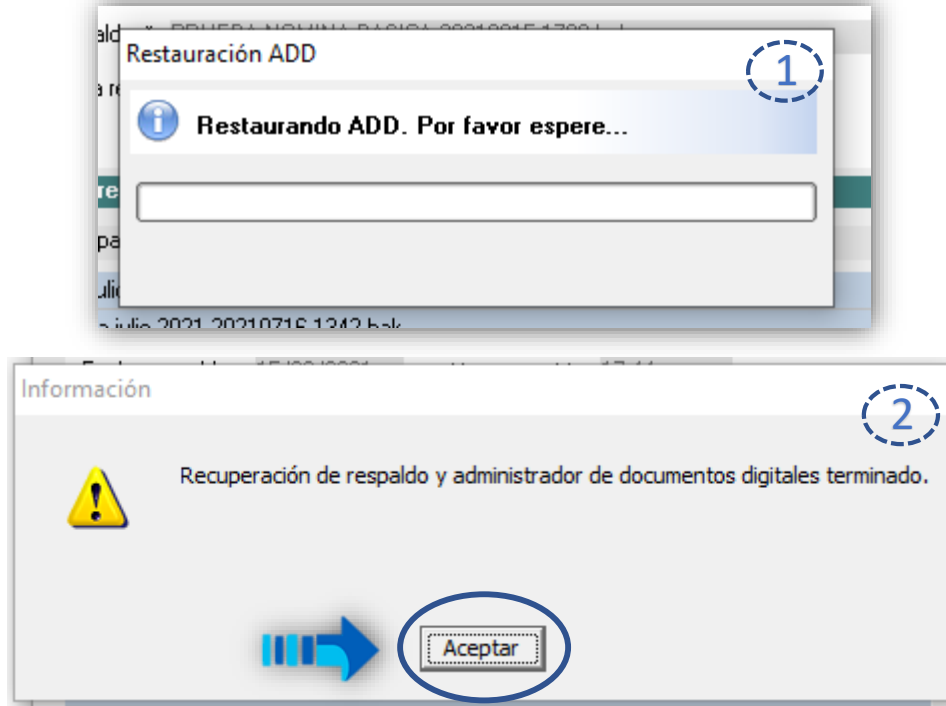 Restauración ADD
1
Restaurando ADD. Por favor espere...
Información
2
Recuperación de respaldo y administrador de documentos digitales terminado.
Aceptar